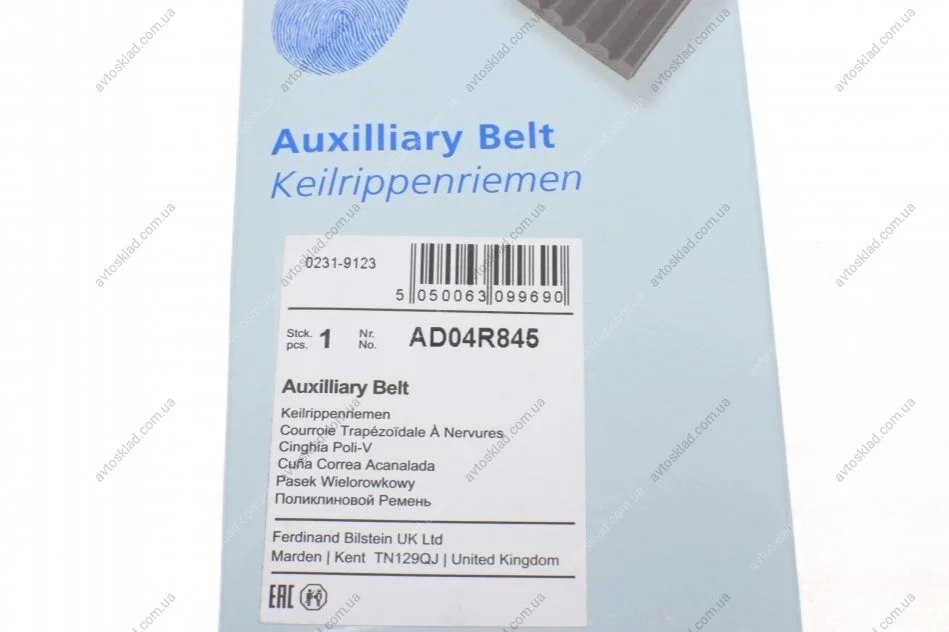 Auxilliary Belt
Keilrippenriemen
0231-9123
5 050063 099690
Stck. pcs. 1 Nr. No. AD04R845
Auxilliary Belt
Keilrippenriemen
Courroie Trapézoïdale À Nervures
Cinghia Poli-V
Cuña Correa Acanalada
Pasek Wielorowkowy
Поликлиновой Ремень
Ferdinand Bilstein UK Ltd
Marden | Kent TN129QJ | United Kingdom
EAC
avtosklad.com.ua